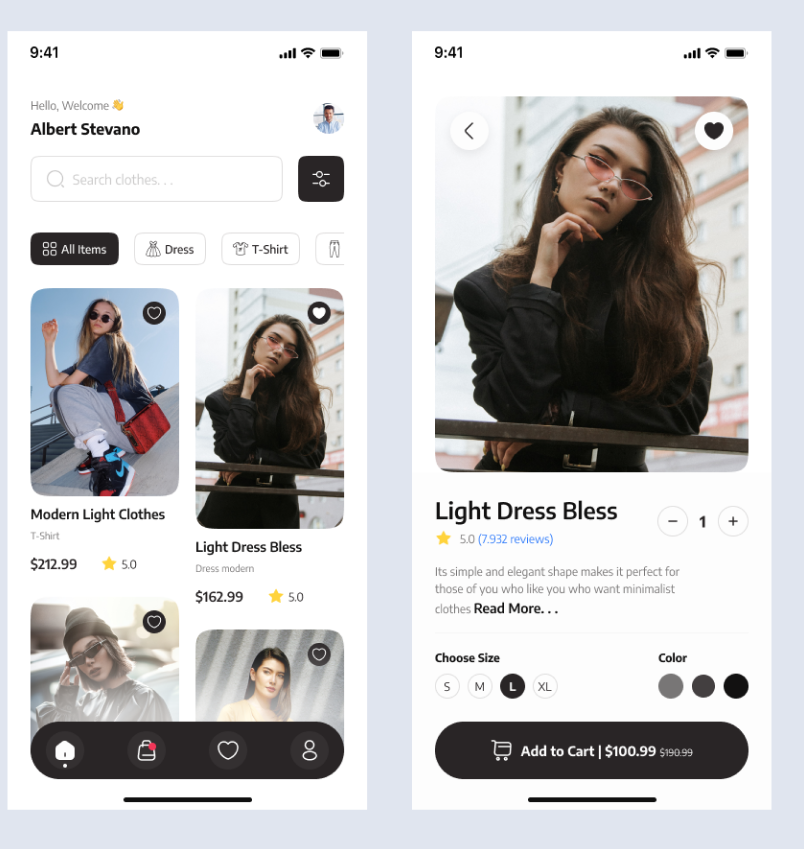 9:41
Hello, Welcome 👋
Albert Stevano
Search clothes. . .
All Items
Dress
T-Shirt
Modern Light Clothes
T-Shirt
$212.99
5.0
Light Dress Bless
Dress modern
$162.99
5.0
9:41
Light Dress Bless
1
5.0 (7.932 reviews)
Its simple and elegant shape makes it perfect for
those of you who like you who want minimalist
clothes Read More. . .
Choose Size
Color
S M L XL
Add to Cart | $100.99 $190.99